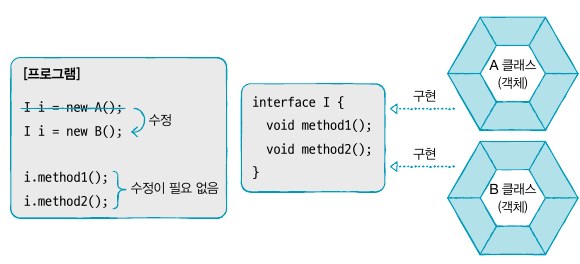 [프로그램]
I i = new A();
I i = new B();
수정
i.method1();
i.method2();
수정이 필요 없음
interface I {
void method1();
void method2();
}
구현
구현
A 클래스
(객체)
B 클래스
(객체)